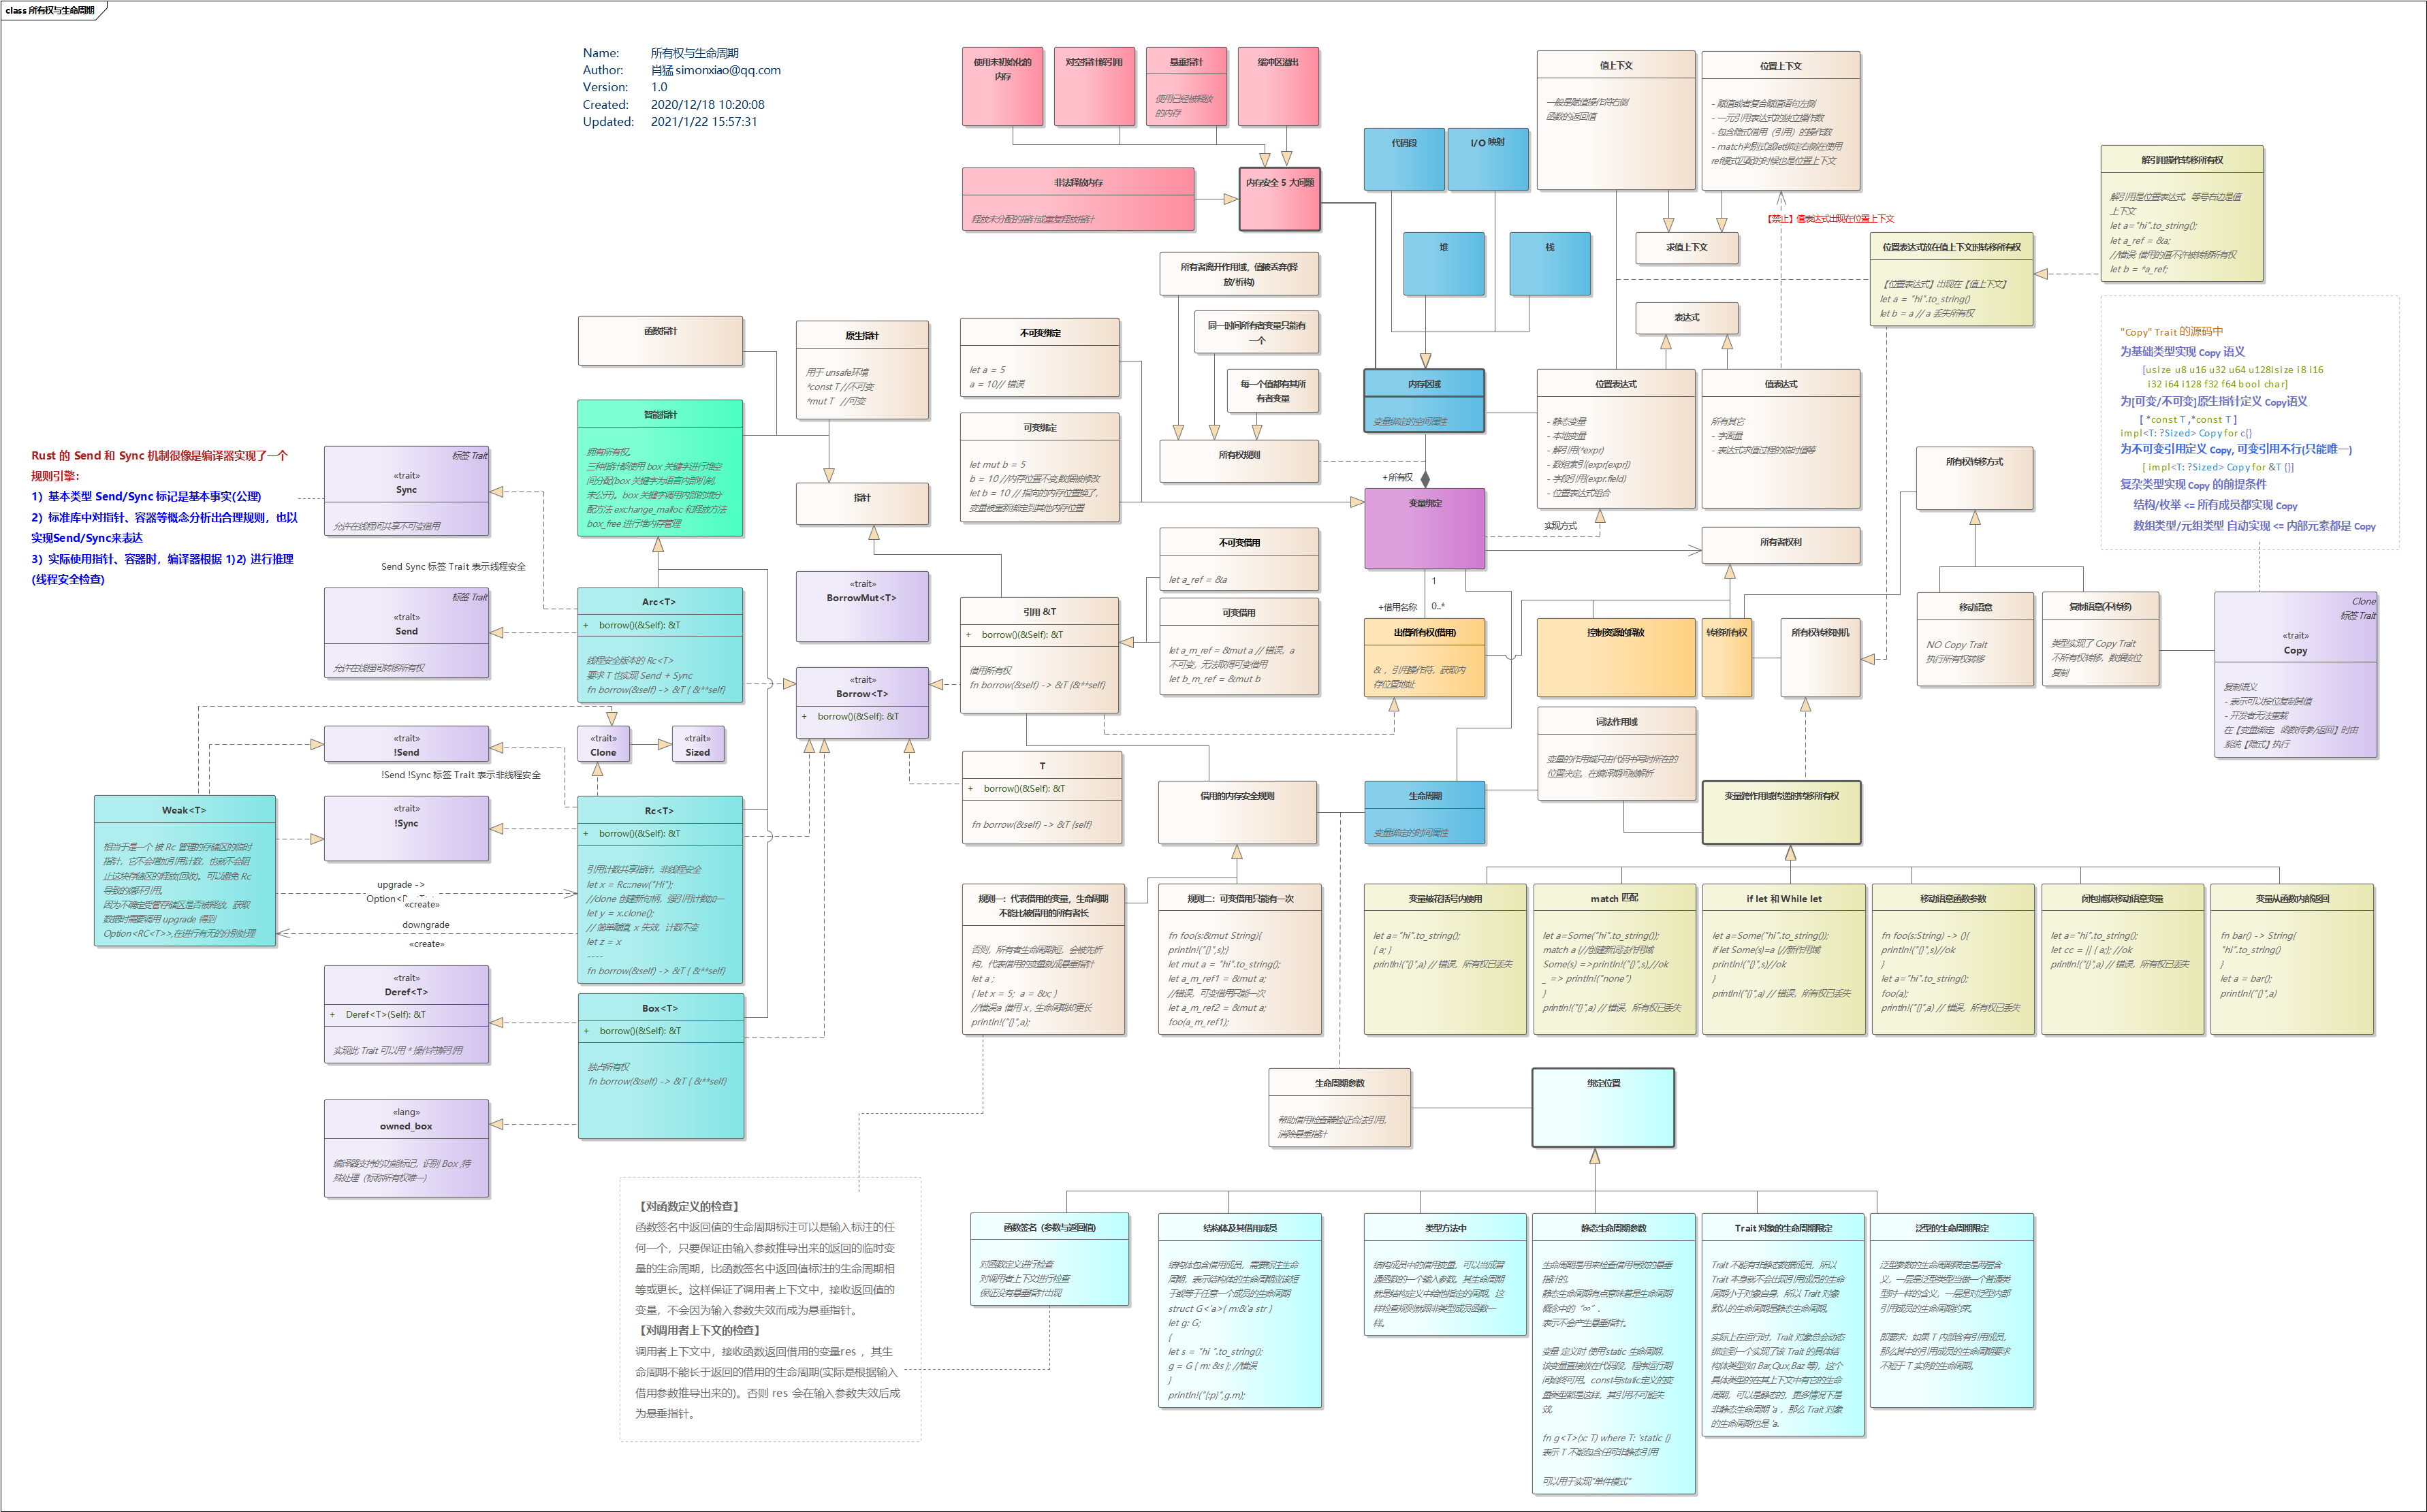 class 所有权与生命周期
Name: 所有权与生命周期
Author: 肖猛 simonxiao@qq.com
Version: 1.0
Created: 2020/12/18 10:20:08
Updated: 2021/1/22 15:57:31
使用未初始化的
内存
对空指针解引用
悬垂指针
使用已经被释放
的内存
缓冲区溢出
非法释放内存
释放未分配的指针或重复释放指针
内存安全 5 大问题
代码段
I/O 映射
堆
栈
内存区域
变量绑定的空间属性
值上下文
一般是赋值操作符右侧
函数的返回值
位置上下文
- 赋值或者复合赋值语句左侧
- 一元引用表达式的独立操作数
- 包含隐式借用（引用）的操作数
- match判别式或let绑定右侧在使用
ref模式匹配的时候也是位置上下文
求值上下文
【禁止】值表达式出现在位置上下文
解引用操作转移所有权
解引用是位置表达式，等号右边是值
上下文
let a="hi".to_string();
let a_ref = &a;
//错误: 借用的值不许被转移所有权
let b = *a_ref;
位置表达式放在值上下文时转移所有权
【位置表达式】出现在【值上下文】
let a = "hi".to_string()
let b = a // a 丢失所有权
"Copy" Trait 的源码中
为基础类型实现 Copy 语义
[usize u8 u16 u32 u64 u128isize i8 i16
i32 i64 i128 f32 f64 bool char]
为[可变/不可变]原生指针定义 Copy语义
[ *const T ,*const T ]
impl<T: ?Sized> Copy for c{}
为不可变引用定义 Copy, 可变引用不行(只能唯一)
[ impl<T: ?Sized> Copy for &T {}]
复杂类型实现 Copy 的前提条件
结构/枚举 <= 所有成员都实现 Copy
数组类型/元组类型 自动实现 <= 内部元素都是 Copy
所有者离开作用域，值被丢弃(释
放/析构)
同一时间所有者变量只能有
一个
每一个值都有其所
有者变量
所有权规则
表达式
位置表达式
- 静态变量
- 本地变量
- 解引用(*expr)
- 数组索引(expr[expr])
- 字段引用(expr.field)
- 位置表达式组合
值表达式
所有其它
- 字面量
- 表达式求值过程的临时值等
函数指针
智能指针
拥有所有权。
三种指针都使用 box 关键字进行堆空
间分配(box 关键字为语言内部机制，
未公开)。box 关键字调用内部的堆分
配方法 exchange_malloc 和释放方法
box_free 进行堆内存管理
原生指针
用于 unsafe环境
*const T //不可变
*mut T //可变
指针
不可变绑定
let a = 5
a = 10// 错误
可变绑定
let mut b = 5
b = 10 //内存位置不变,数据被修改
let b = 10 // 指向的内存位置换了,
变量被重新绑定到其他内存位置
+所有权
变量绑定
实现方式
所有者权利
1
+借用名称
0..*
所有权转移方式
移动语意
NO Copy Trait
执行所有权转移
复制语意(不转移)
类型实现了 Copy Trait
不所有权转移，数据按位
复制
Clone
标签 Trait
«trait»
Copy
复制语义
- 表示可以按位复制其值
- 开发者无法重载
在【变量绑定、函数传参/返回】时由
系统【隐式】执行
Rust 的 Send 和 Sync 机制很像是编译器实现了一个
规则引擎：
1）基本类型 Send/Sync 标记是基本事实(公理)
2）标准库中对指针、容器等概念分析出合理规则，也以
实现Send/Sync来表达
3）实际使用指针、容器时，编译器根据 1)2) 进行推理
(线程安全检查)
标签 Trait
«trait»
Sync
允许在线程间共享不可变借用
Send Sync 标签 Trait 表示线程安全
标签 Trait
«trait»
Send
允许在线程间转移所有权
Arc<T>
+ borrow()(&Self): &T
线程安全版本的 Rc<T>
要求 T 也实现 Send + Sync
fn borrow(&self) -> &T { &**self}
«trait»
BorrowMut<T>
«trait»
Borrow<T>
+ borrow()(&Self): &T
引用 &T
+ borrow()(&Self): &T
借用所有权
fn borrow(&self) -> &T {&**self}
不可变借用
let a_ref = &a
可变借用
let a_m_ref = &mut a // 错误，a
不可变，无法取得可变借用
let b_m_ref = &mut b
出借所有权(借用)
& ，引用操作符，获取内
存位置地址
控制资源的释放
转移所有权
所有权转移时机
词法作用域
变量的作用域只由代码书写时所在的
位置决定。在编译期间被解析
变量跨作用域传递时转移所有权
生命周期
变量绑定的时间属性
借用的内存安全规则
T
+ borrow()(&Self): &T
fn borrow(&self) -> &T {self}
«trait»
!Send
!Send !Sync 标签 Trait 表示非线程安全
«trait»
!Sync
«trait»
Clone
«trait»
Sized
Weak<T>
相当于是一个 被 Rc 管理的存储区的临时
指针，它不会增加引用计数，也就不会阻
止这块存储区的释放(回收)。可以避免 Rc
导致的循环引用。
因为不确定受管存储区是否被释放，获取
数据时需要调用 upgrade 得到
Option<RC<T>>,在进行有无的分别处理
upgrade ->
«create»
downgrade
«create»
Rc<T>
+ borrow()(&Self): &T
引用计数共享指针，非线程安全
let x = Rc::new("Hi");
//clone 创建新句柄，强引用计数加一
let y = x.clone();
// 简单赋值, x 失效，计数不变
let z = x
----
fn borrow(&self) -> &T { &**self}
«trait»
Deref<T>
+ Deref<T>(Self): &T
实现此 Trait 可以用 * 操作符解引用
Box<T>
+ borrow()(&Self): &T
独占所有权
fn borrow(&self) -> &T { &**self}
«lang»
owned_box
编译器支持的功能标记，识别 Box ,特
殊处理（标称所有权唯一）
规则一：代表借用的变量，生命周期
不能比被借用的所有者长
否则，所有者生命周期短，会被先析
构，代表借用的变量就成悬垂指针
let a ;
{ let x = 5; a = &x; }
//错误:a 借用 x , 生命周期却更长
println!("{}",a);
规则二：可变借用只能有一次
fn foo(s:&mut String){
println!("{}",s);}
let mut a = "hi".to_string();
let a_m_ref1 = &mut a;
//错误，可变借用只能一次
let a_m_ref2 = &mut a;
foo(a_m_ref1);
变量被花括号内使用
let a="hi".to_string();
{ a; }
println!("{}",a) // 错误，所有权已丢失
match 匹配
let a=Some("hi".to_string());
match a {//创建新词法作用域
Some(s) =>println!("{}",s),//ok
_ => println!("none")
}
println!("{}",a) // 错误，所有权已丢失
if let 和 While let
let a=Some("hi".to_string());
if let Some(s)=a {//新作用域
println!("{}",s)//ok
}
println!("{}",a) // 错误，所有权已丢失
移动语意函数参数
fn foo(s:String) -> (){
println!("{}",s)//ok
}
let a="hi".to_string();
foo(a);
println!("{}",a) // 错误，所有权已丢失
闭包捕获移动语意变量
let a="hi".to_string();
let cc = || { a}; //ok
println!("{}",a) // 错误，所有权已丢失
变量从函数内部返回
fn bar() -> String{
"hi".to_string()
}
let a = bar();
println!("{}",a)
生命周期参数
帮助借用检查器验证合法引用，
消除悬垂指针
绑定位置
【对函数定义的检查】
函数签名中返回值的生命周期标注可以是输入标注的任
何一个，只要保证由输入参数推导出来的返回的临时变
量的生命周期，比函数签名中返回值标注的生命周期相
等或更长。这样保证了调用者上下文中，接收返回值的
变量，不会因为输入参数失效而成为悬垂指针。
【对调用者上下文的检查】
调用者上下文中，接收函数返回借用的变量res ，其生
命周期不能长于返回的借用的生命周期(实际是根据输入
借用参数推导出来的)。否则 res 会在输入参数失效后成
为悬垂指针。
函数签名（参数与返回值）
对函数定义进行检查
对调用者上下文进行检查
保证没有悬垂指针出现
结构体及其借用成员
结构体包含借用成员，需要标注生命
周期，表示结构体的生命周期应该短
于或等于任意一个成员的生命周期
struct G<'a>{ m:&'a str }
let g: G;
{
let s = "hi ".to_string();
g = G { m: &s }; //错误
}
println!("{:p}",g.m);
类型方法中
结构成员中的借用变量，可以当成普
通函数的一个输入参数。其生命周期
就是结构定义中给他指定的周期。这
样检查规则就跟非类型成员函数一
样。
静态生命周期参数
生命周期是用来检查借用导致的悬垂
指针的。
静态生命周期有点意味着是生命周期
概念中的 “∞”，
表示不会产生悬垂指针。
变量 定义时 使用'static 生命周期，
该变量直接放在代码段，程序运行期
间始终可用。const与static定义的变
量类型都是这样，其引用不可能失
效。
fn g<T>(x: T) where T: 'static {}
表示 T 不能包含任何非静态引用
可以用于实现"单件模式"
Trait 对象的生命周期限定
Trait 不能有非静态数据成员，所以
Trait 本身就不会出现引用成员的生命
周期小于对象自身，所以 Trait 对象
默认的生命周期是静态生命周期。
实际上在运行时，Trait 对象总会动态
绑定到一个实现了该 Trait 的具体结
构体类型(如 Bar,Qux,Baz 等)，这个
具体类型的在其上下文中有它的生命
周期，可以是静态的，更多情况下是
非静态生命周期 'a ，那么 Trait 对象
的生命周期也是 'a.
泛型的生命周期限定
泛型参数的生命周期限定是两层含
义，一层是泛型类型当做一个普通类
型时一样的含义，一层是对泛型内部
引用成员的生命周期约束。
即要求：如果 T 内部含有引用成员，
那么其中的引用成员的生命周期要求
不短于 T 实例的生命周期。